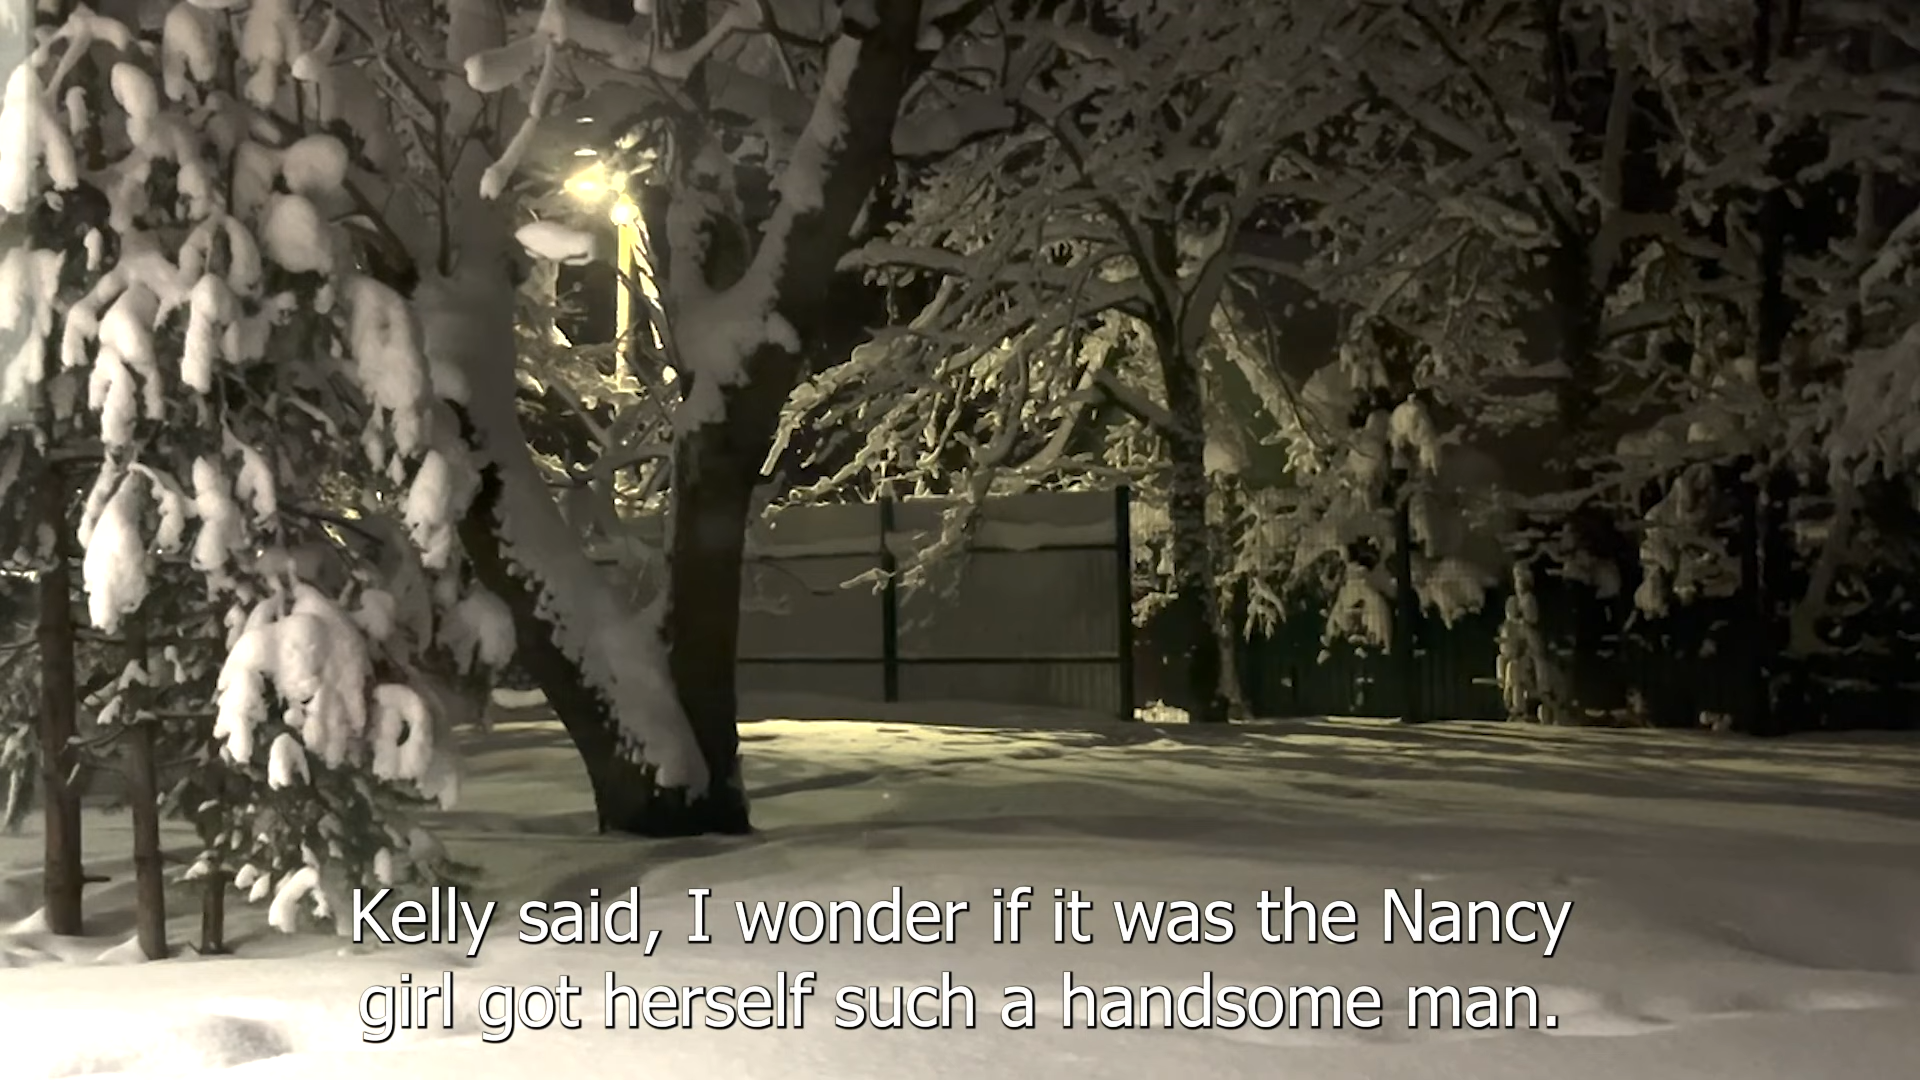 Kelly said, I wonder if it was the Nancy
girl got herself such a handsome man.